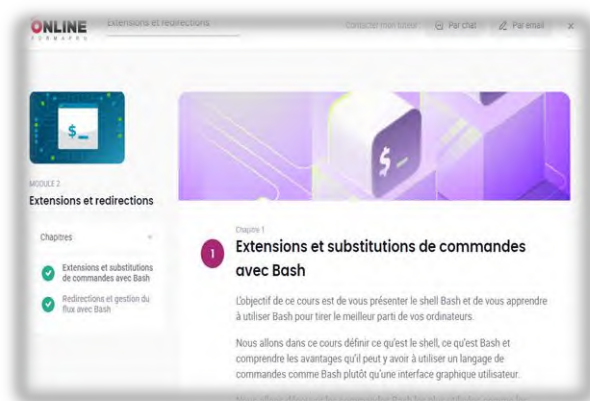 ONLINE
FORMAPRO
Extensions et redirections
Contacter mon tuteur
Par chat
Par email
x
$_
$-
MODULE 2
Extensions et redirections
Chapitres
Extensions et substitutions
de commandes avec Bash
Redirections et gestion du
flux avec Bash
Chapitre 1
1
Extensions et substitutions de commandes
avec Bash
L'objectif de ce cours est de vous présenter le shell Bash et de vous apprendre
à utiliser Bash pour tirer le meilleur parti de vos ordinateurs.
Nous allons dans ce cours définir ce qu'est le shell, ce qu'est Bash et
comprendre les avantages qu'il peut y avoir à utiliser un langage de
commandes comme Bash plutôt qu'une interface graphique utilisateur.